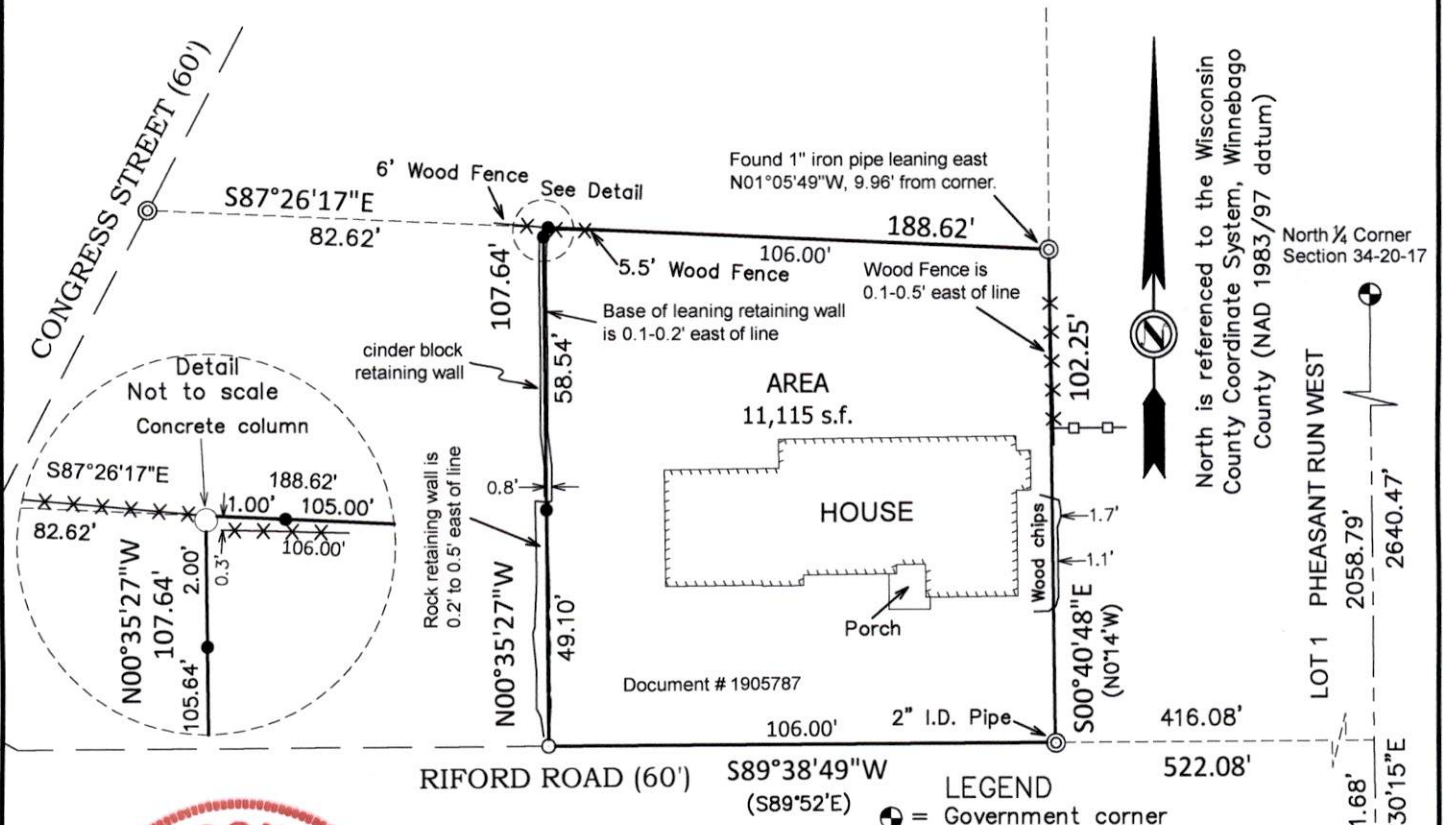 CONGRESS STREET (60')
S87°26'17"E
82.62'
6' Wood Fence
See Detail
Found 1" iron pipe leaning east
N01°05'49"W, 9.96' from corner.
188.62'
106.00'
5.5' Wood Fence
107.64'
58.54'
Base of leaning retaining wall
is 0.1-0.2' east of line
Wood Fence is
0.1-0.5' east of line
102.25'
cinder block
retaining wall
AREA
11,115 s.f.
HOUSE
Porch
Wood chips
1.7'
1.1'
0.8'
Rock retaining wall is
0.2' to 0.5' east of line
N00°35'27"W
49.10'
Document # 1905787
106.00'
2" I.D. Pipe
S00°40'48"E
(N0°14'W)
S89°38'49"W
(S89°52'E)
RIFORD ROAD (60')
416.08'
522.08'
Detail
Not to scale
Concrete column
S87°26'17"E
82.62'
188.62'
1.00'
105.00'
106.00'
0.3'
2.00'
N00°35'27"W
107.64'
105.64'
North is referenced to the Wisconsin
County Coordinate System, Winnebago
County (NAD 1983/97 datum)
North ¼ Corner
Section 34-20-17
LOT 1 PHEASANT RUN WEST
2058.79'
2640.47'
30'15"E
LEGEND
= Government corner